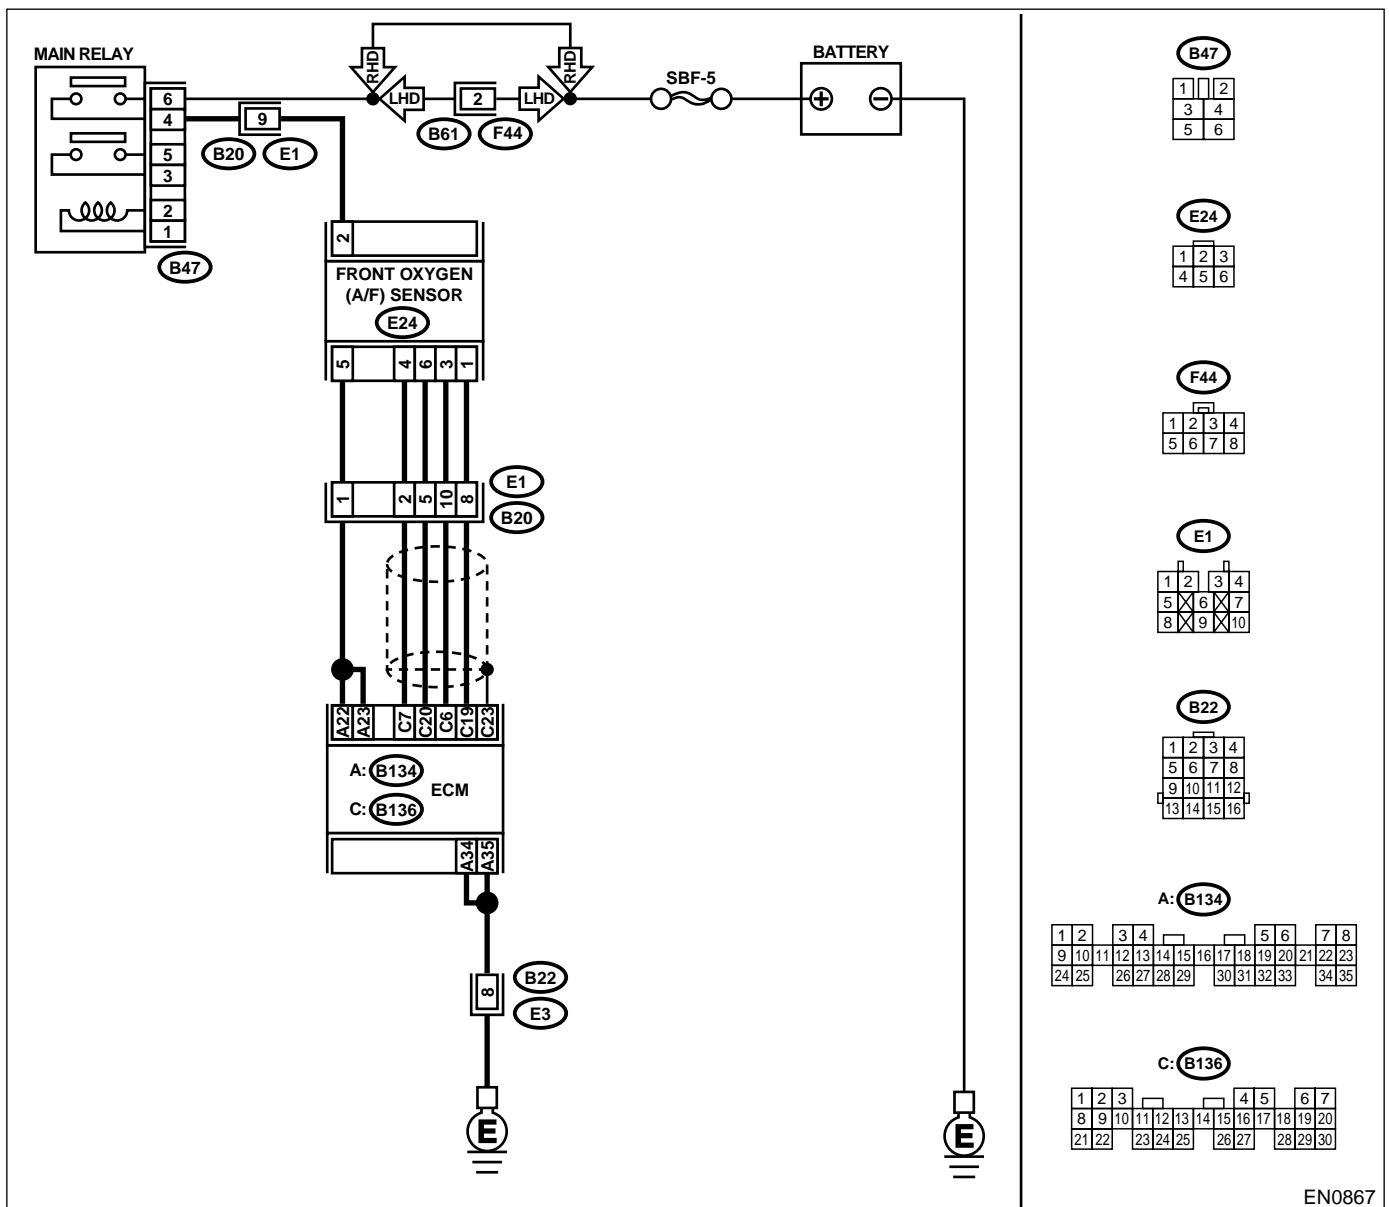 MAIN RELAY
6
4
5
3
2
1
B47
9
B20 E1
RHD
LHD
2
LHD
RHD
B61 F44
SBF-5
BATTERY
+ −
2
FRONT OXYGEN
(A/F) SENSOR
E24
5 4 6 3 1
1 2 5 10 8
E1
B20
A22 A23 C7 C20 C6 C19 C23
A: B134
ECM
C: B136
A34 A35
8
B22
E3
E
E
B47
1 2
3 4
5 6
E24
1 2 3
4 5 6
F44
1 2 3 4
5 6 7 8
E1
1 2 3 4
5 6 7
8 9 10
B22
1 2 3 4
5 6 7 8
9 10 11 12
13 14 15 16
A: B134
1 2 3 4 5 6 7 8
9 10 11 12 13 14 15 16 17 18 19 20 21 22 23
24 25 26 27 28 29 30 31 32 33 34 35
C: B136
1 2 3 4 5 6 7
8 9 10 11 12 13 14 15 16 17 18 19 20
21 22 23 24 25 26 27 28 29 30
EN0867